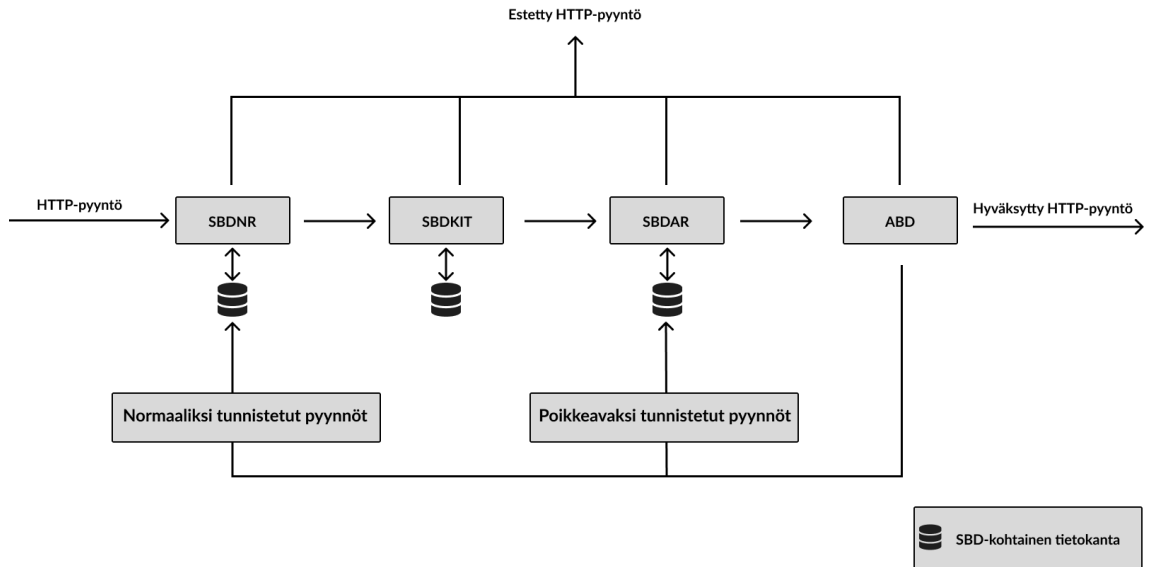 Estetty HTTP-pyyntö
HTTP-pyyntö
SBDNR
SBDKIT
SBDAR
ABD
Hyväksytty HTTP-pyyntö
Normaaliksi tunnistetut pyynnöt
Poikkeavaksi tunnistetut pyynnöt
SBD-kohtainen tietokanta